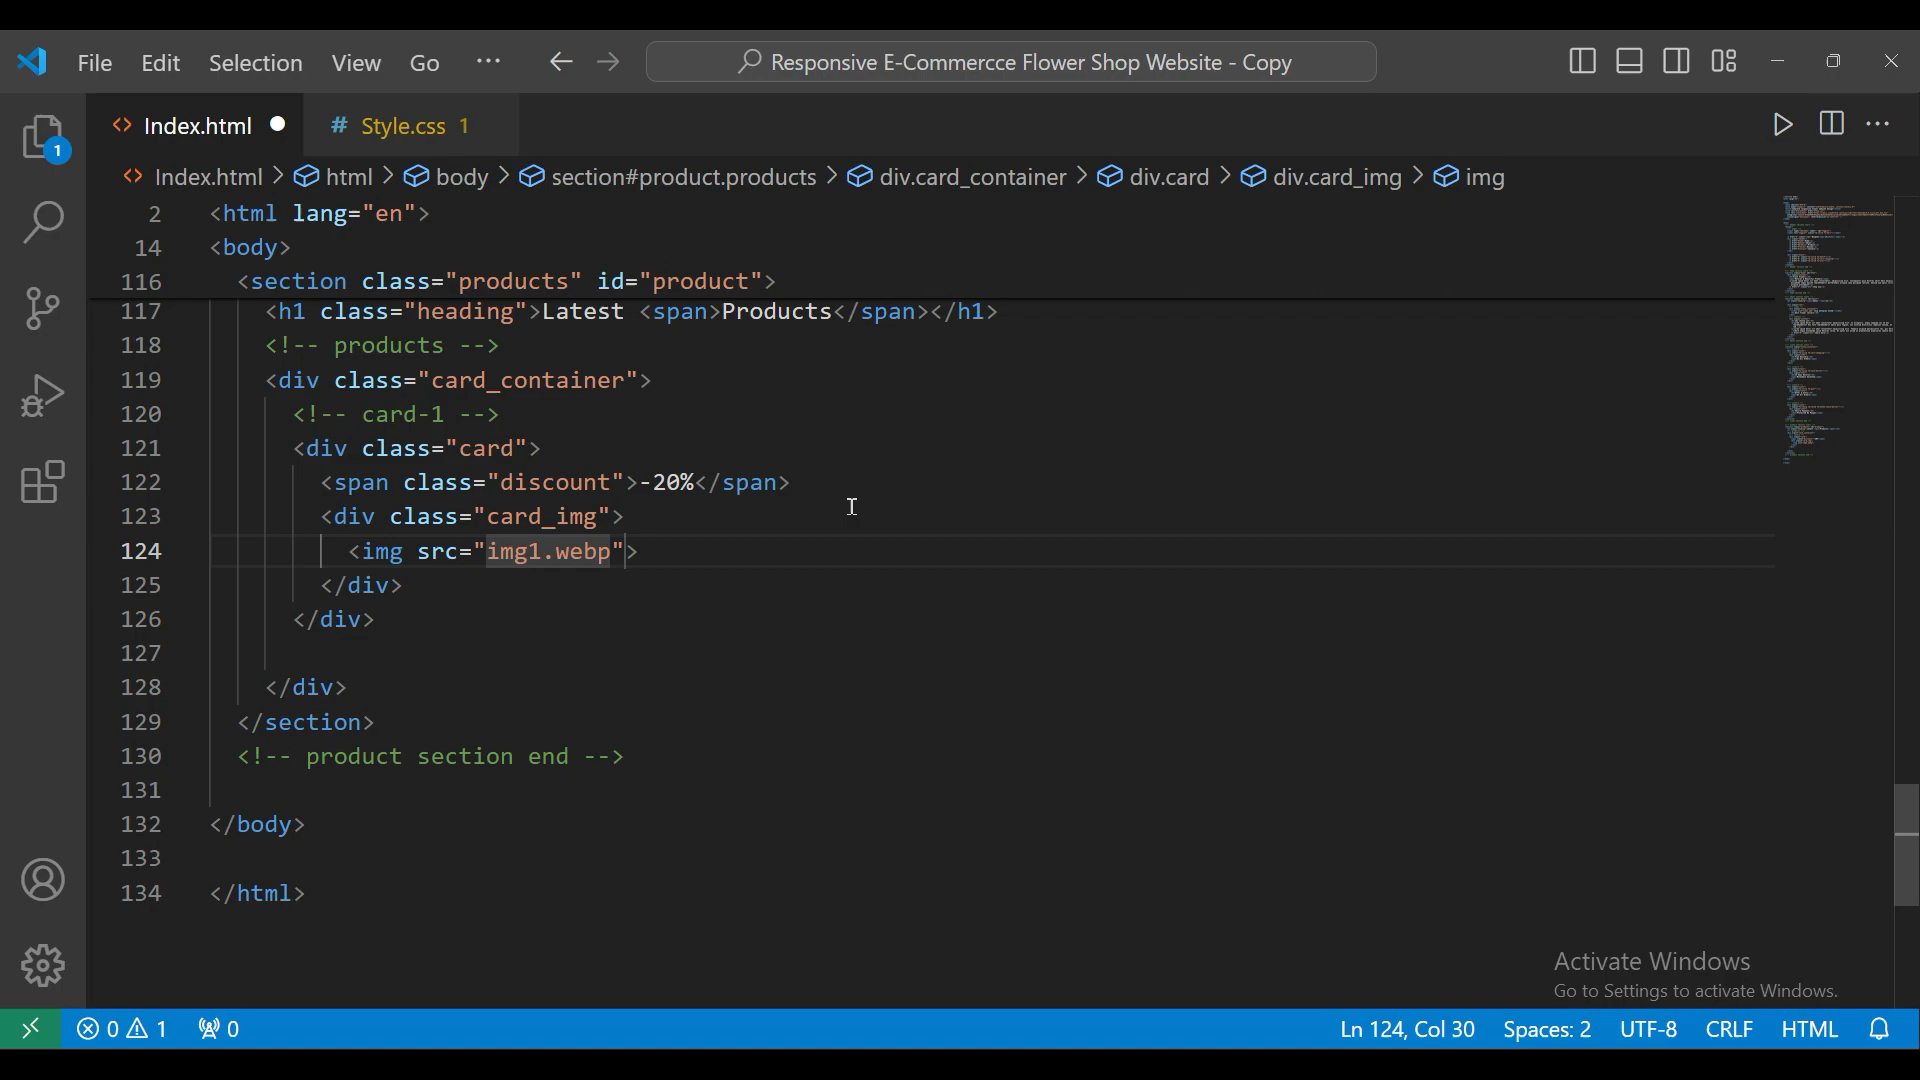 File Edit Selection View Go ··· Responsive E-Commercce Flower Shop Website - Copy
Index.html Style.css 1
1
Index.html > html > body > section#product.products > div.card_container > div.card > div.card_img > img
2 <html lang="en">
14 <body>
116 <section class="products" id="product">
117 <h1 class="heading">Latest <span>Products</span></h1>
118 <!-- products -->
119 <div class="card_container">
120 <!-- card-1 -->
121 <div class="card">
122 <span class="discount">-20%</span>
123 <div class="card_img">
124 <img src="img1.webp">
125 </div>
126 </div>
127
128 </div>
129 </section>
130 <!-- product section end -->
131
132 </body>
133
134 </html>
Activate Windows
Go to Settings to activate Windows.
0 1 0 Ln 124, Col 30 Spaces: 2 UTF-8 CRLF HTML